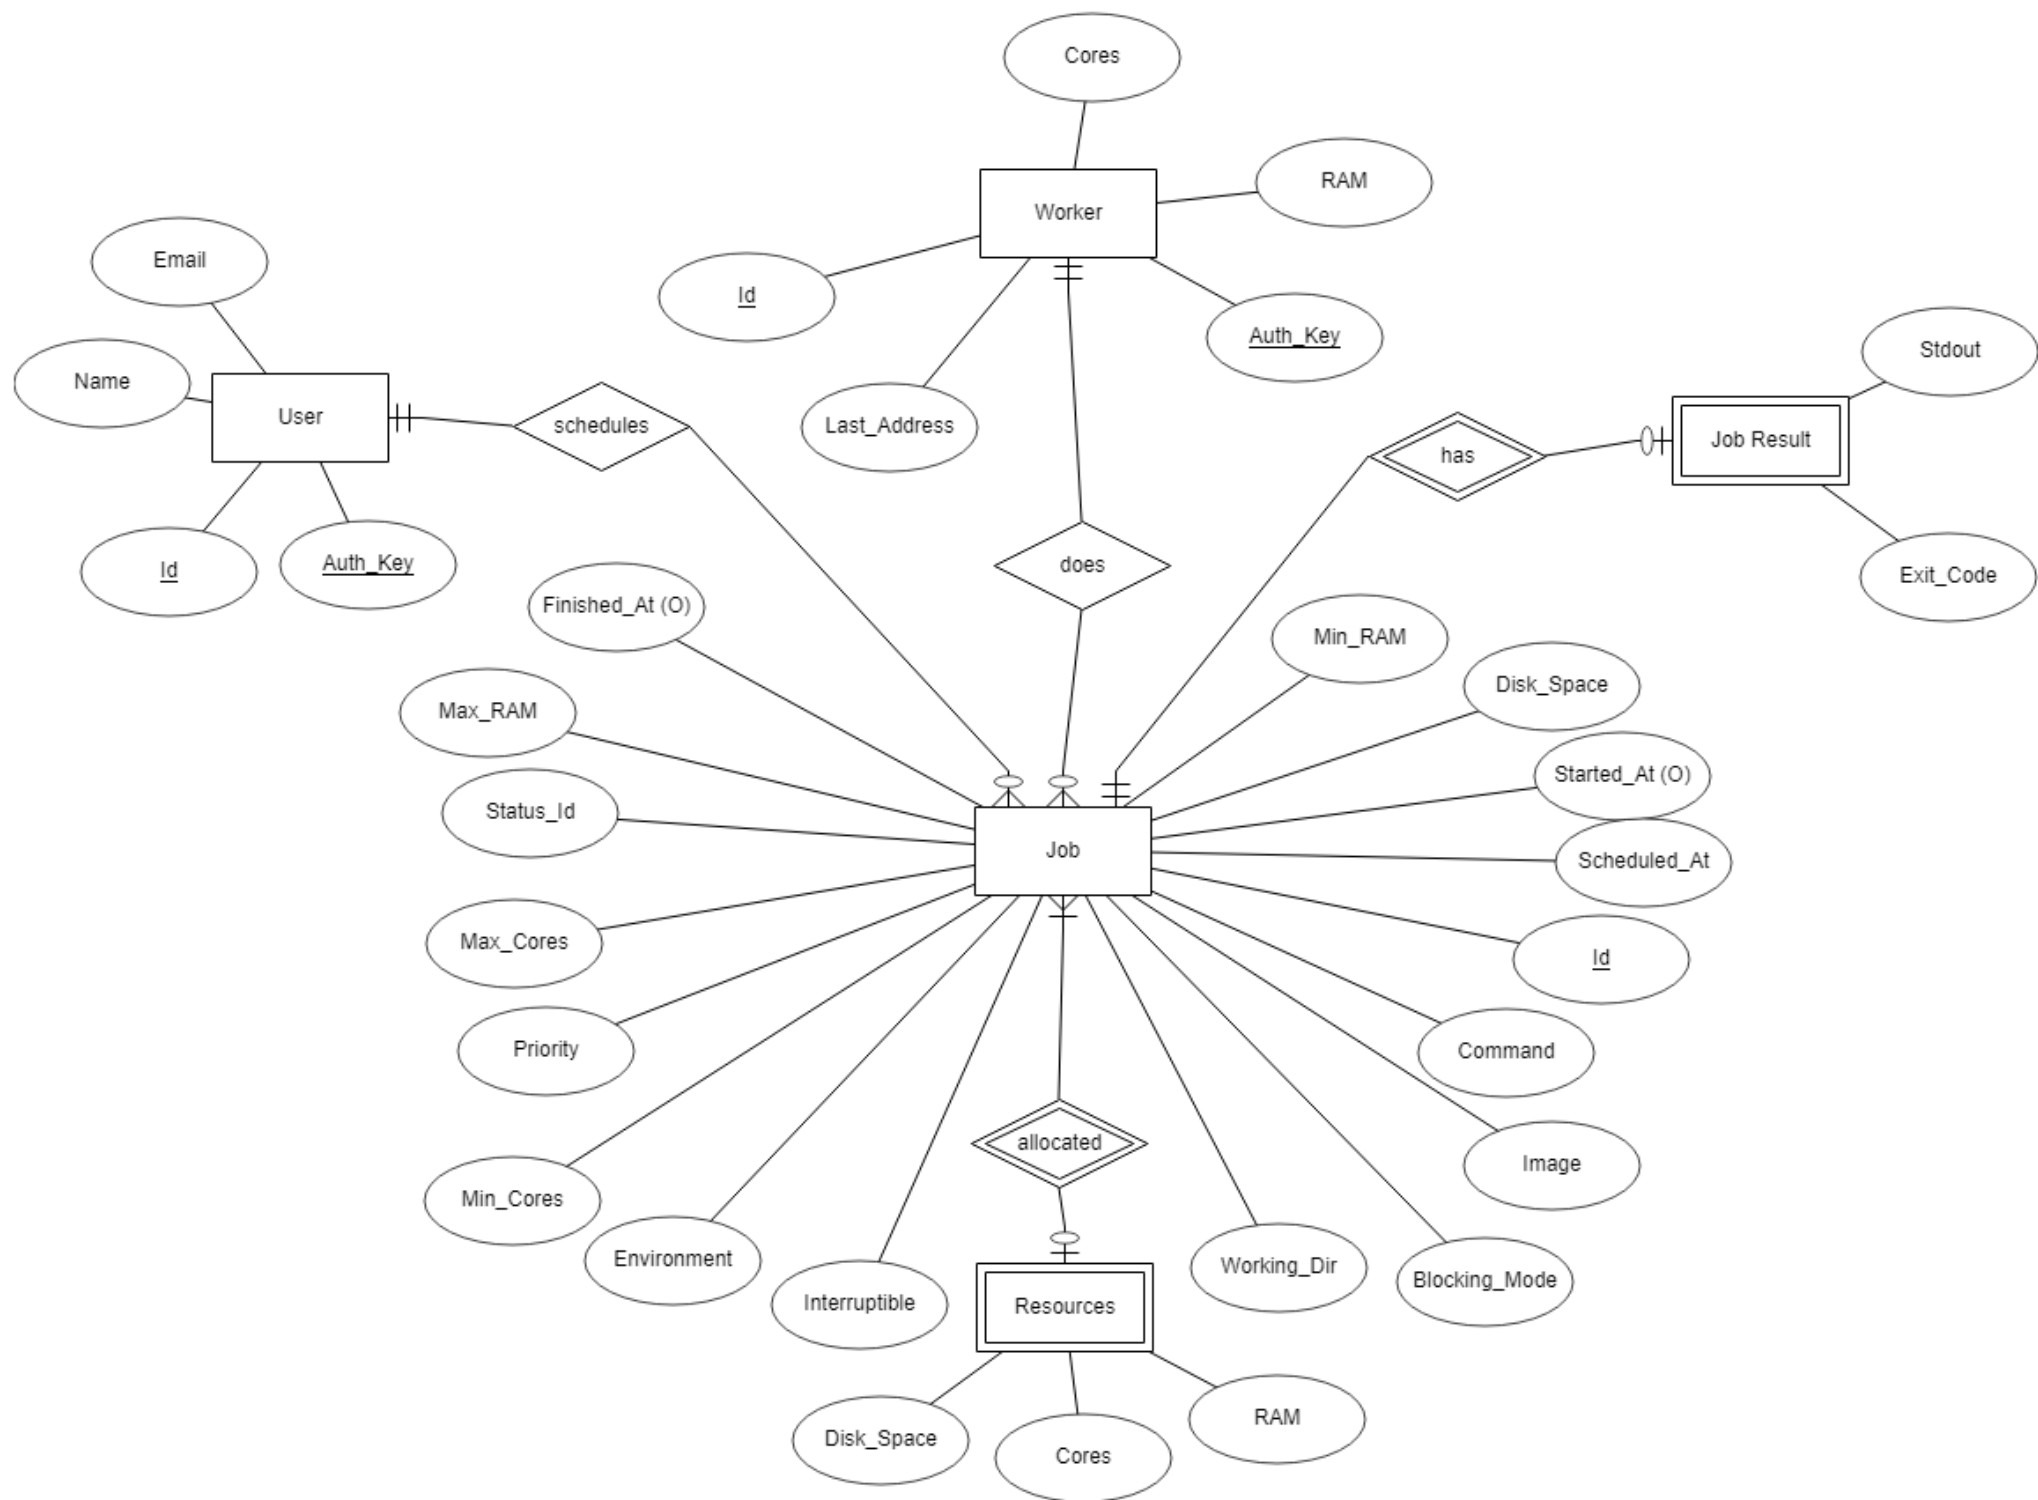 Cores
RAM
Worker
Email
Id
Auth_Key
Stdout
Name
User
schedules
Last_Address
has
Job Result
Id
Auth_Key
does
Exit_Code
Finished_At (O)
Min_RAM
Disk_Space
Max_RAM
Started_At (O)
Status_Id
Job
Scheduled_At
Max_Cores
Id
Priority
Command
allocated
Image
Min_Cores
Environment
Interruptible
Resources
Working_Dir
Blocking_Mode
Disk_Space
Cores
RAM